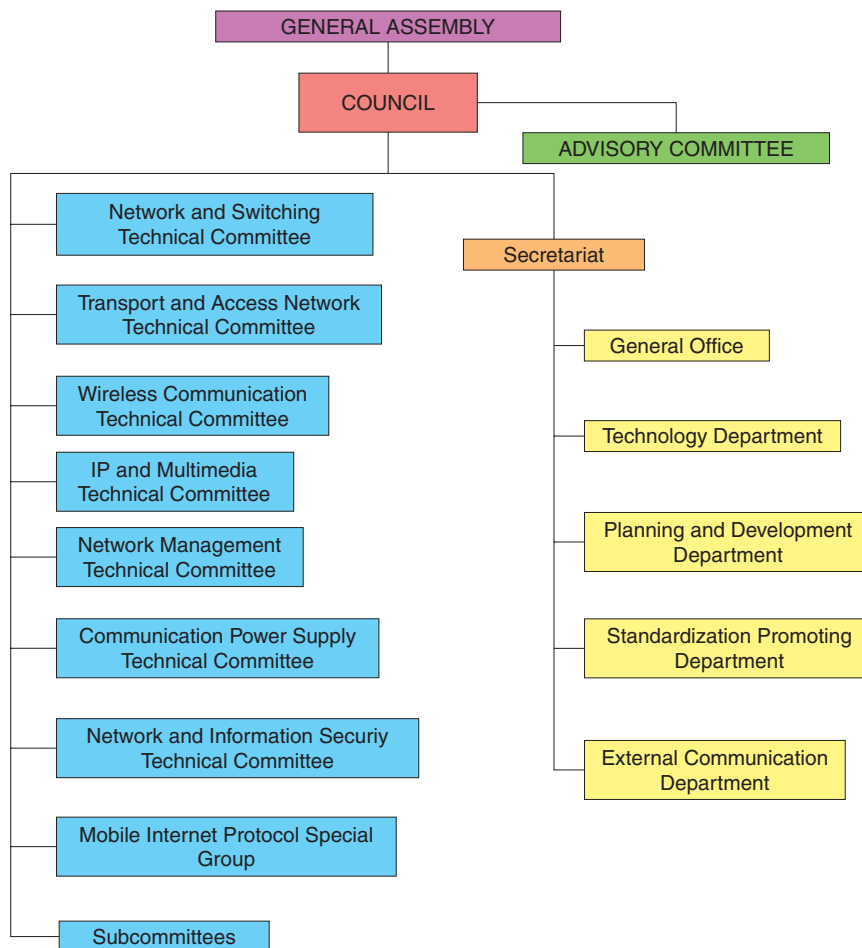 GENERAL ASSEMBLY
COUNCIL
ADVISORY COMMITTEE
Network and Switching
Technical Committee
Transport and Access Network
Technical Committee
Wireless Communication
Technical Committee
IP and Multimedia
Technical Committee
Network Management
Technical Committee
Communication Power Supply
Technical Committee
Network and Information Securiy
Technical Committee
Mobile Internet Protocol Special
Group
Subcommittees
Secretariat
General Office
Technology Department
Planning and Development
Department
Standardization Promoting
Department
External Communication
Department